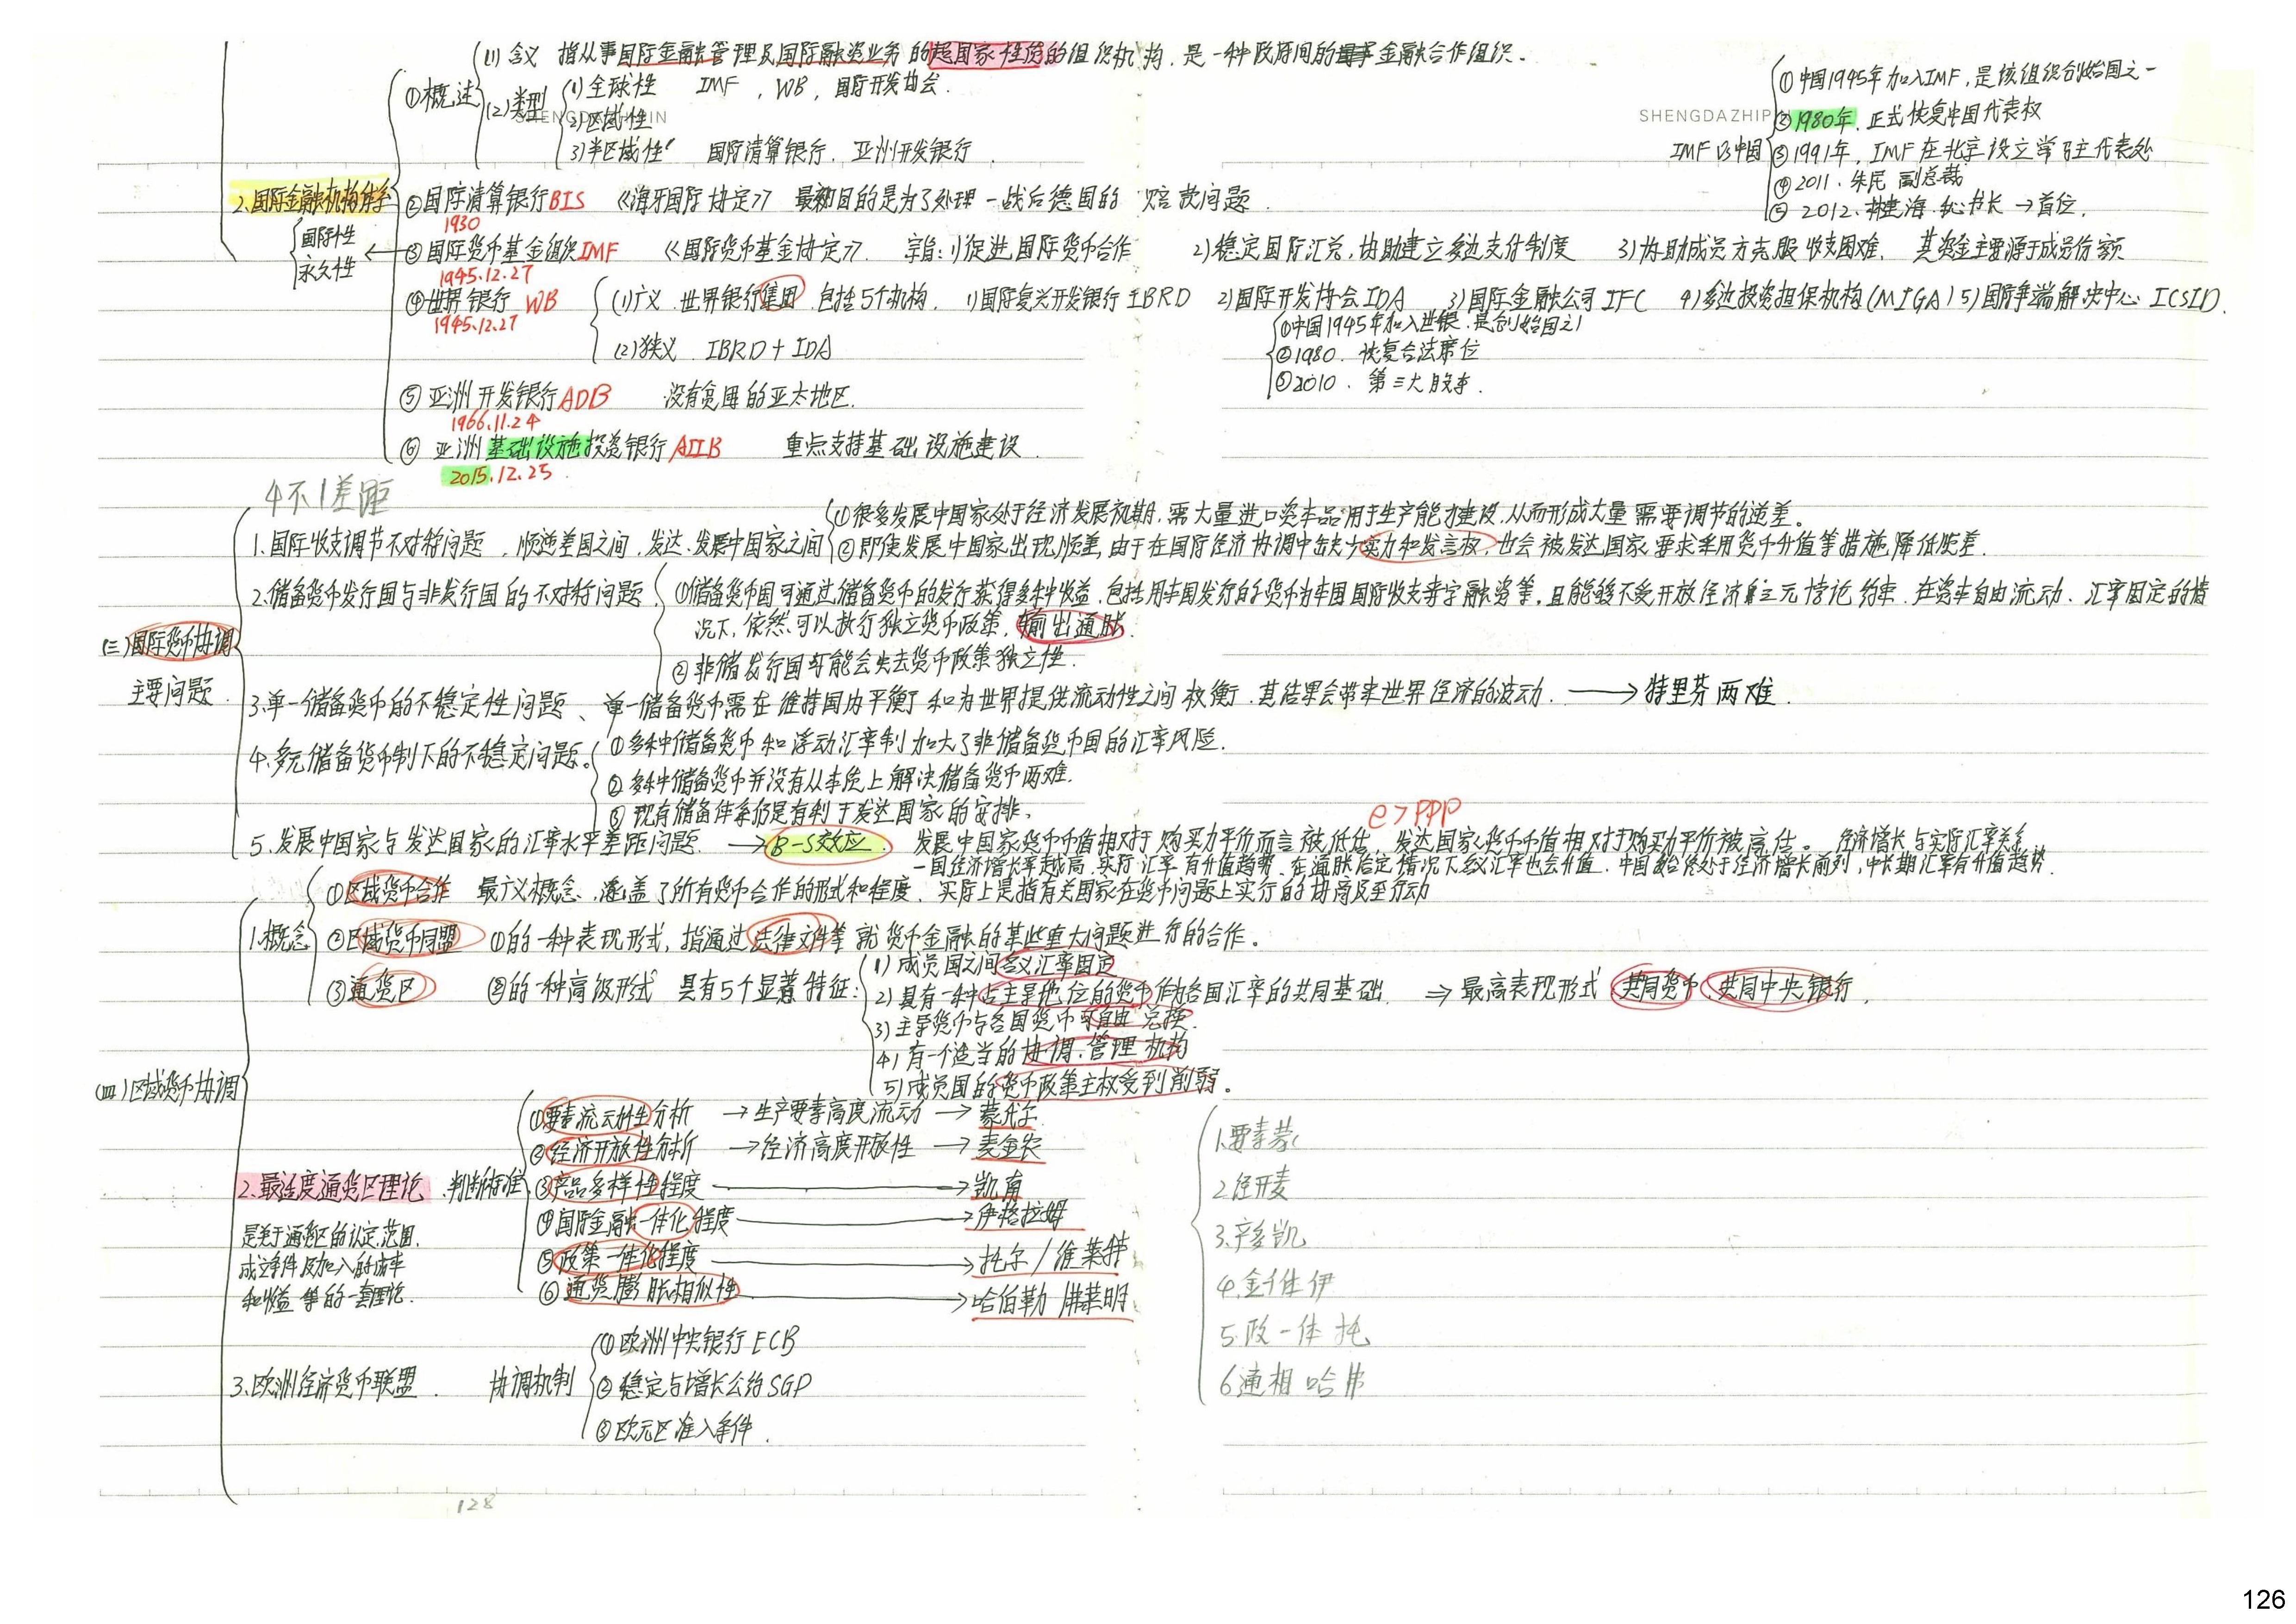 (1) 含义 指从事国际金融管理及国际融资业务的超国家性质的组织机构,是一种政府间的金融合作组织.
①概述
(2)类型
1) 全球性 IMF, WB, 国际开发协会.
2)区域性
3)半区域性 国际清算银行. 亚洲开发银行
SHENGDAZHIPIN
SHENGDAZHIPIN
IMF与中国
①中国1945年加入IMF, 是该组织创始国之一
②1980年. 正式恢复中国代表权
③1991年, IMF在北京设立常驻代表处
④2011. 朱民 副总裁
⑤ 2012. 林建海. 秘书长 → 首位.
2.国际金融机构体系
国际性
永久性
②国际清算银行BIS 《海牙国际协定》 最初目的是为了处理一战后德国的赔款问题.
1930
③国际货币基金组织IMF 《国际货币基金协定》. 宗旨: 1)促进国际货币合作 2)稳定国际汇兑,协助建立多边支付制度 3)协助成员方克服收支困难. 其资金主要源于成员份额
1945.12.27
④世界银行 WB
1945.12.27
(1)广义 世界银行集团 包括5个机构. 1)国际复兴开发银行IBRD 2)国际开发协会IDA 3)国际金融公司IFC 4)多边投资担保机构(MIGA) 5)国际争端解决中心 ICSID.
(2)狭义 IBRD+IDA
①中国1945年加入世银.是创始国之1
②1980. 恢复合法席位
③2010. 第三大股东.
⑤亚洲开发银行ADB 没有贫困的亚太地区.
1966.11.24
⑥亚洲基础设施投资银行AIIB 重点支持基础设施建设.
2015.12.25
4不1差距
(三)国际货币协调
主要问题.
1.国际收支调节不对称问题, 顺逆差国之间,发达、发展中国家之间
①很多发展中国家处于经济发展初期,需大量进口资本品用于生产能力建设,从而形成大量需要调节的逆差。
②即使发展中国家出现顺差,由于在国际经济协调中缺少实力和发言权,也会被发达国家要求采用货币升值等措施降低顺差.
2.储备货币发行国与非发行国的不对称问题
①储备货币国可通过储备货币的发行获得多种收益,包括用本国发行的货币为本国国际收支赤字融资等,且能够不受开放经济三元悖论约束,在资本自由流动、汇率固定的情
况下,依然可以执行独立货币政策,输出通胀.
②非储发行国可能会失去货币政策独立性.
3.单一储备货币的不稳定性问题、单一储备货币需在维持国内平衡和为世界提供流动性之间权衡.其结果会带来世界经济的波动. → 特里芬两难.
4.多元储备货币制下的不稳定问题.
①多种储备货币和浮动汇率制加大了非储备货币国的汇率风险.
②多种储备货币并没有从本质上解决储备货币两难.
③现有储备体系仍是有利于发达国家的安排.
e>PPP
5.发展中国家与发达国家的汇率水平差距问题. → B-S效应. 发展中国家货币币值相对于购买力平价而言被低估, 发达国家货币币值相对于购买力平价被高估。 经济增长与实际汇率关系
一国经济增长率越高,实际汇率有升值趋势,在通胀给定情况下名义汇率也会升值.中国始终处于经济增长前列,中长期汇率有升值趋势.
(四)区域货币协调
1.概念
①区域货币合作 最广义概念,涵盖了所有货币合作的形式和程度,实际上是指有关国家在货币问题上实行的协商及至行动
②区域货币同盟 ①的一种表现形式,指通过法律文件等就货币金融的某些重大问题进行的合作。
③通货区 ②的一种高级形式 具有5个显著特征:
1) 成员国之间名义汇率固定
2) 具有一种占主导地位的货币作为各国汇率的共同基础. ⇒ 最高表现形式 共同货币、共同中央银行.
3) 主导货币与各国货币可自由兑换.
4) 有一个适当的协调、管理机构
5) 成员国的货币政策主权受到削弱。
2.最适度通货区理论. 判断标准
是关于通货区的认定,范围,
成立条件及加入的成本
和收益等的一套理论.
①要素流动性分析 → 生产要素高度流动 → 蒙代尔
②经济开放性分析 → 经济高度开放性 → 麦金农
③产品多样性程度 → 凯南
④国际金融一体化程度 → 伊格拉姆
⑤政策一体化程度 → 托尔/维莱特
⑥通货膨胀相似性 → 哈伯勒 佛莱明.
1.要素蒙
2.经开麦
3.产多凯
4.金体伊
5.政一体托
6.通相哈弗
3.欧洲经济货币联盟. 协调机制
①欧洲中央银行ECB
②稳定与增长公约SGP
③欧元区准入条件.
128
126